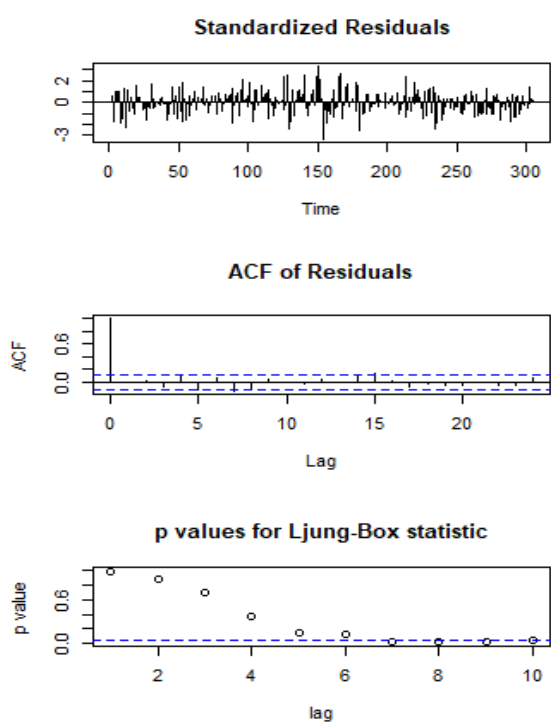 Standardized Residuals
2
0
-3
0 50 100 150 200 250 300
Time
ACF of Residuals
ACF
0.6
0.0
0 5 10 15 20
Lag
p values for Ljung-Box statistic
p value
0.6
0.0
2 4 6 8 10
lag